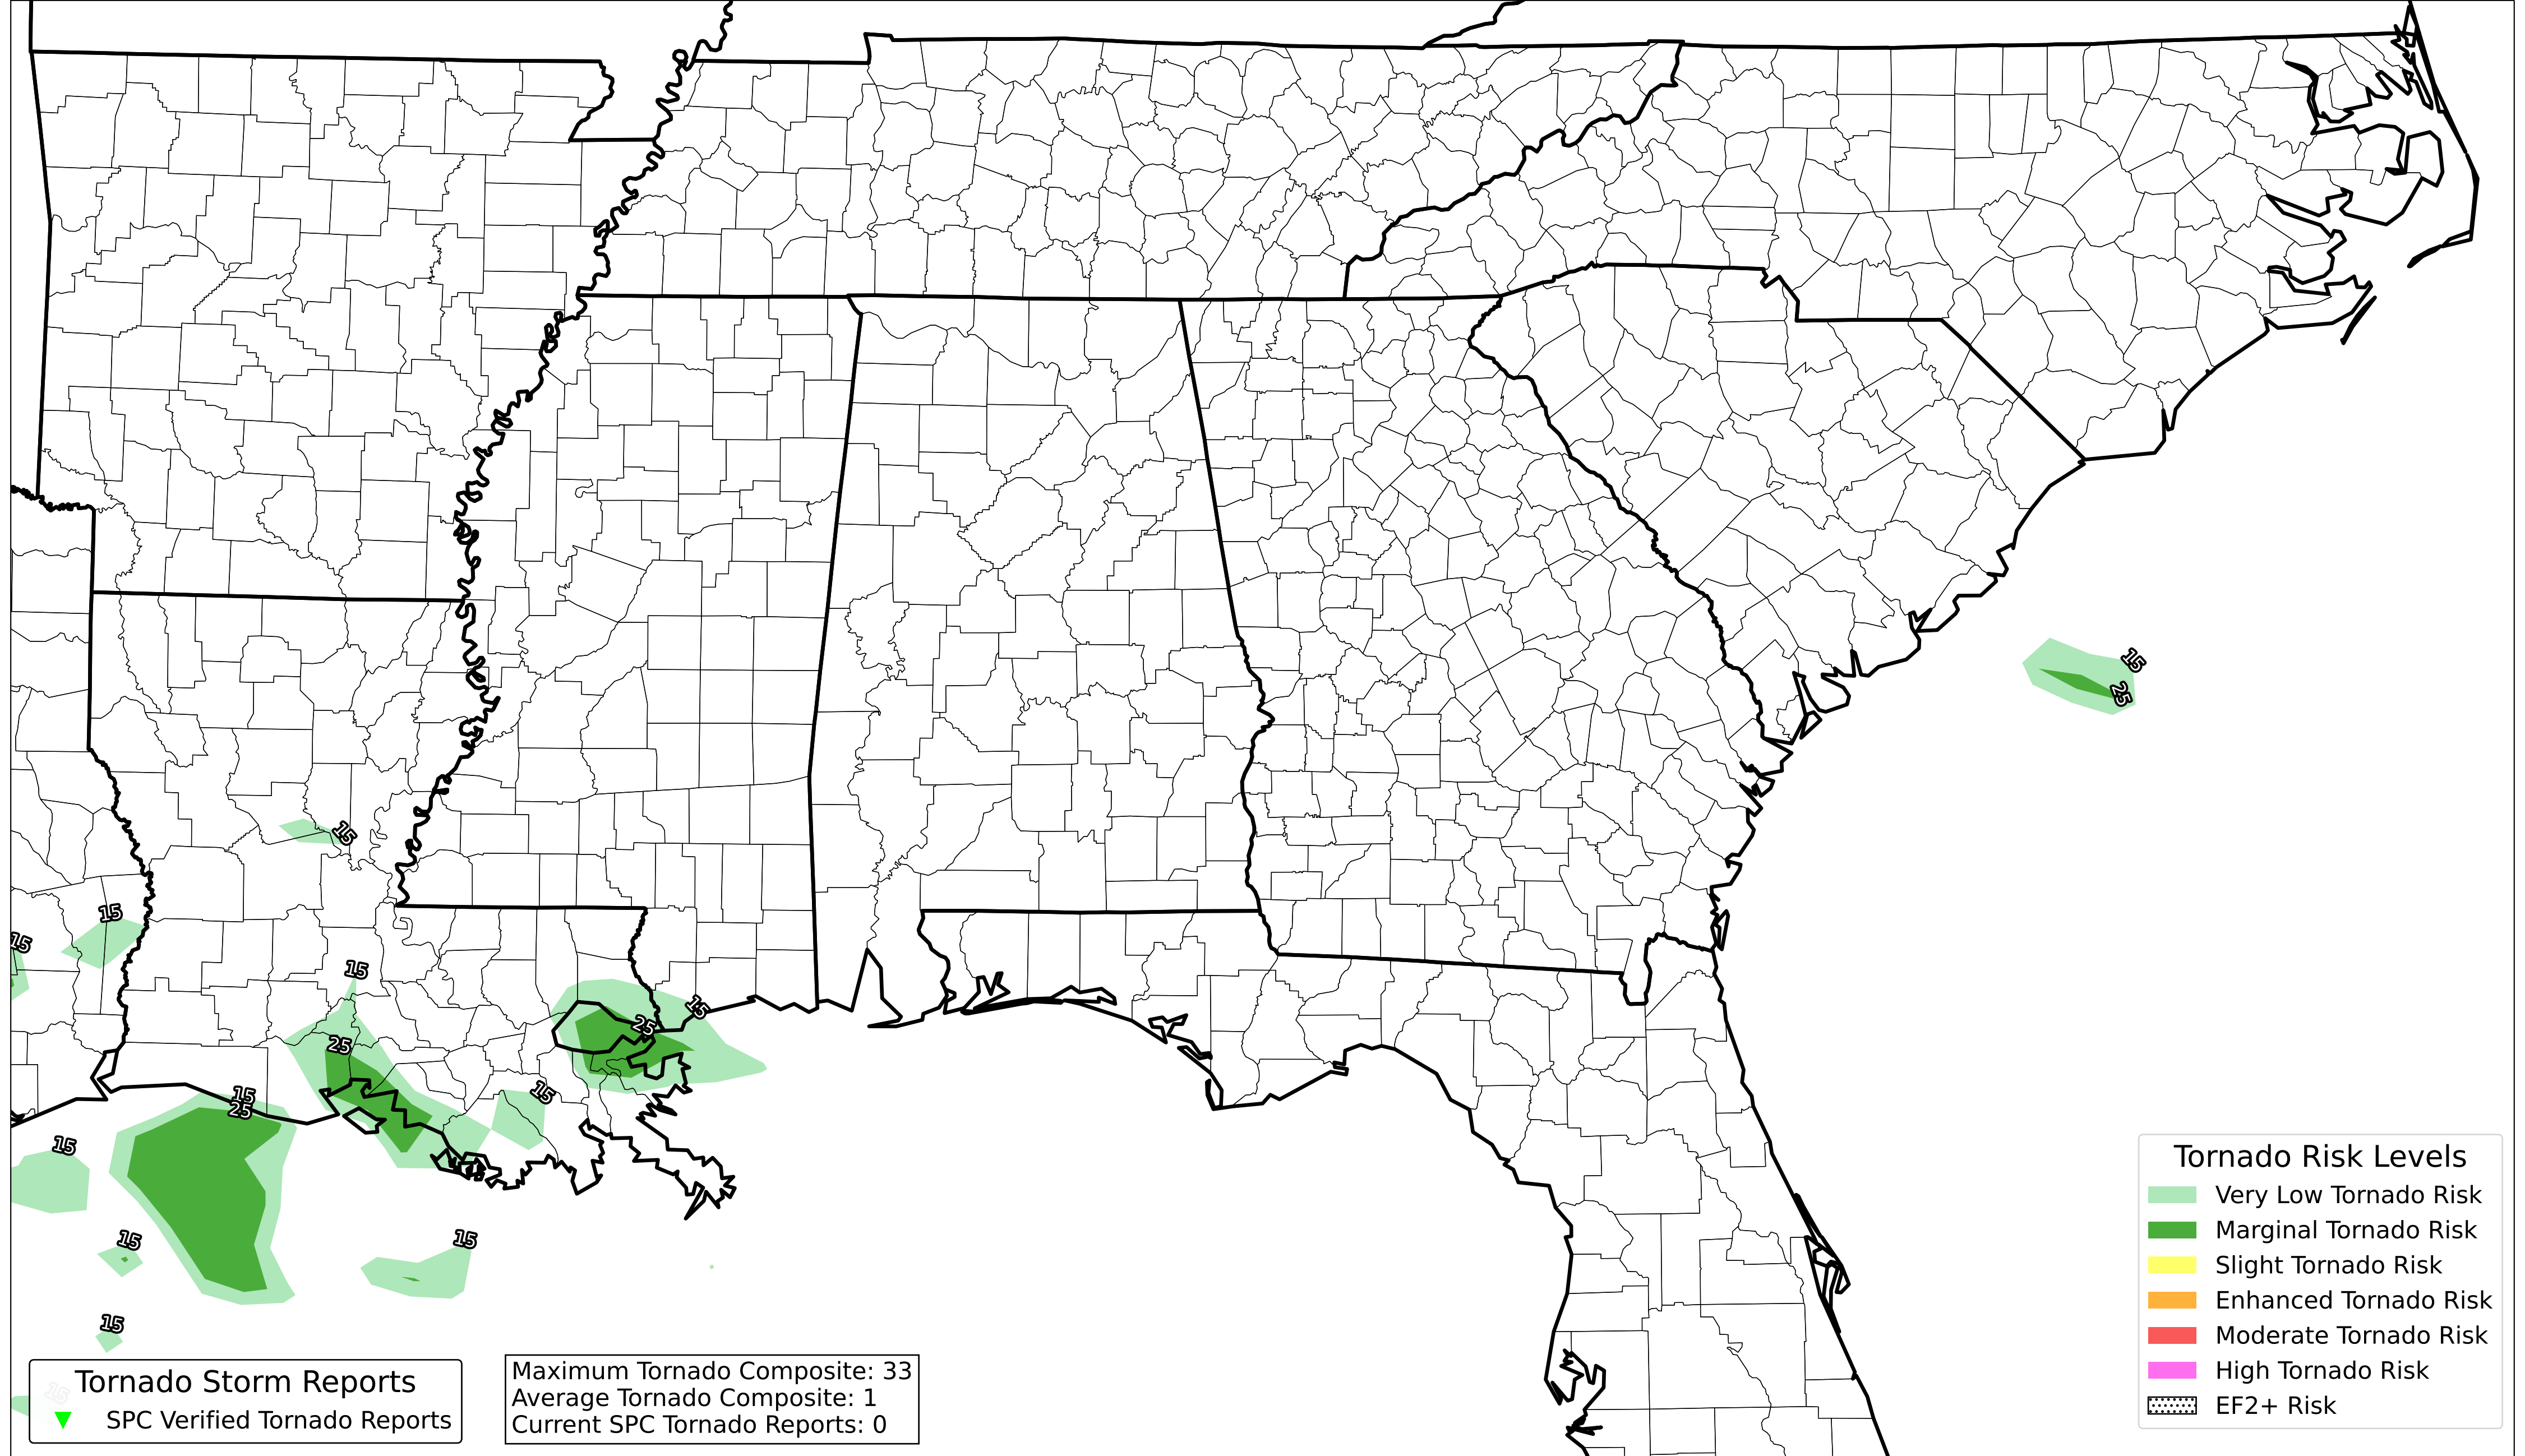 15
25
15
15
15
15
15
25
25
15
15
25
15
15
15
15
15
15
Tornado Storm Reports
SPC Verified Tornado Reports
Maximum Tornado Composite: 33
Average Tornado Composite: 1
Current SPC Tornado Reports: 0
Tornado Risk Levels
Very Low Tornado Risk
Marginal Tornado Risk
Slight Tornado Risk
Enhanced Tornado Risk
Moderate Tornado Risk
High Tornado Risk
EF2+ Risk